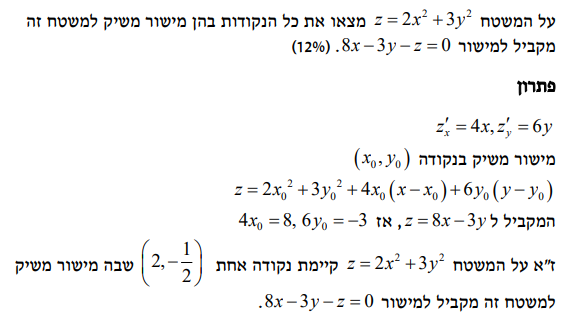 על המשטח z = 2x² + 3y² מצאו את כל הנקודות בהן מישור משיק למשטח זה
מקביל למישור 8x − 3y − z = 0. (12%)
פתרון
z′ₓ = 4x, z′ᵧ = 6y
מישור משיק בנקודה (x₀, y₀)
z = 2x₀² + 3y₀² + 4x₀(x − x₀) + 6y₀(y − y₀)
המקביל ל z = 8x − 3y, אז 4x₀ = 8, 6y₀ = −3
ז"א על המשטח z = 2x² + 3y² קיימת נקודה אחת (2, −1/2) שבה מישור משיק
למשטח זה מקביל למישור 8x − 3y − z = 0.